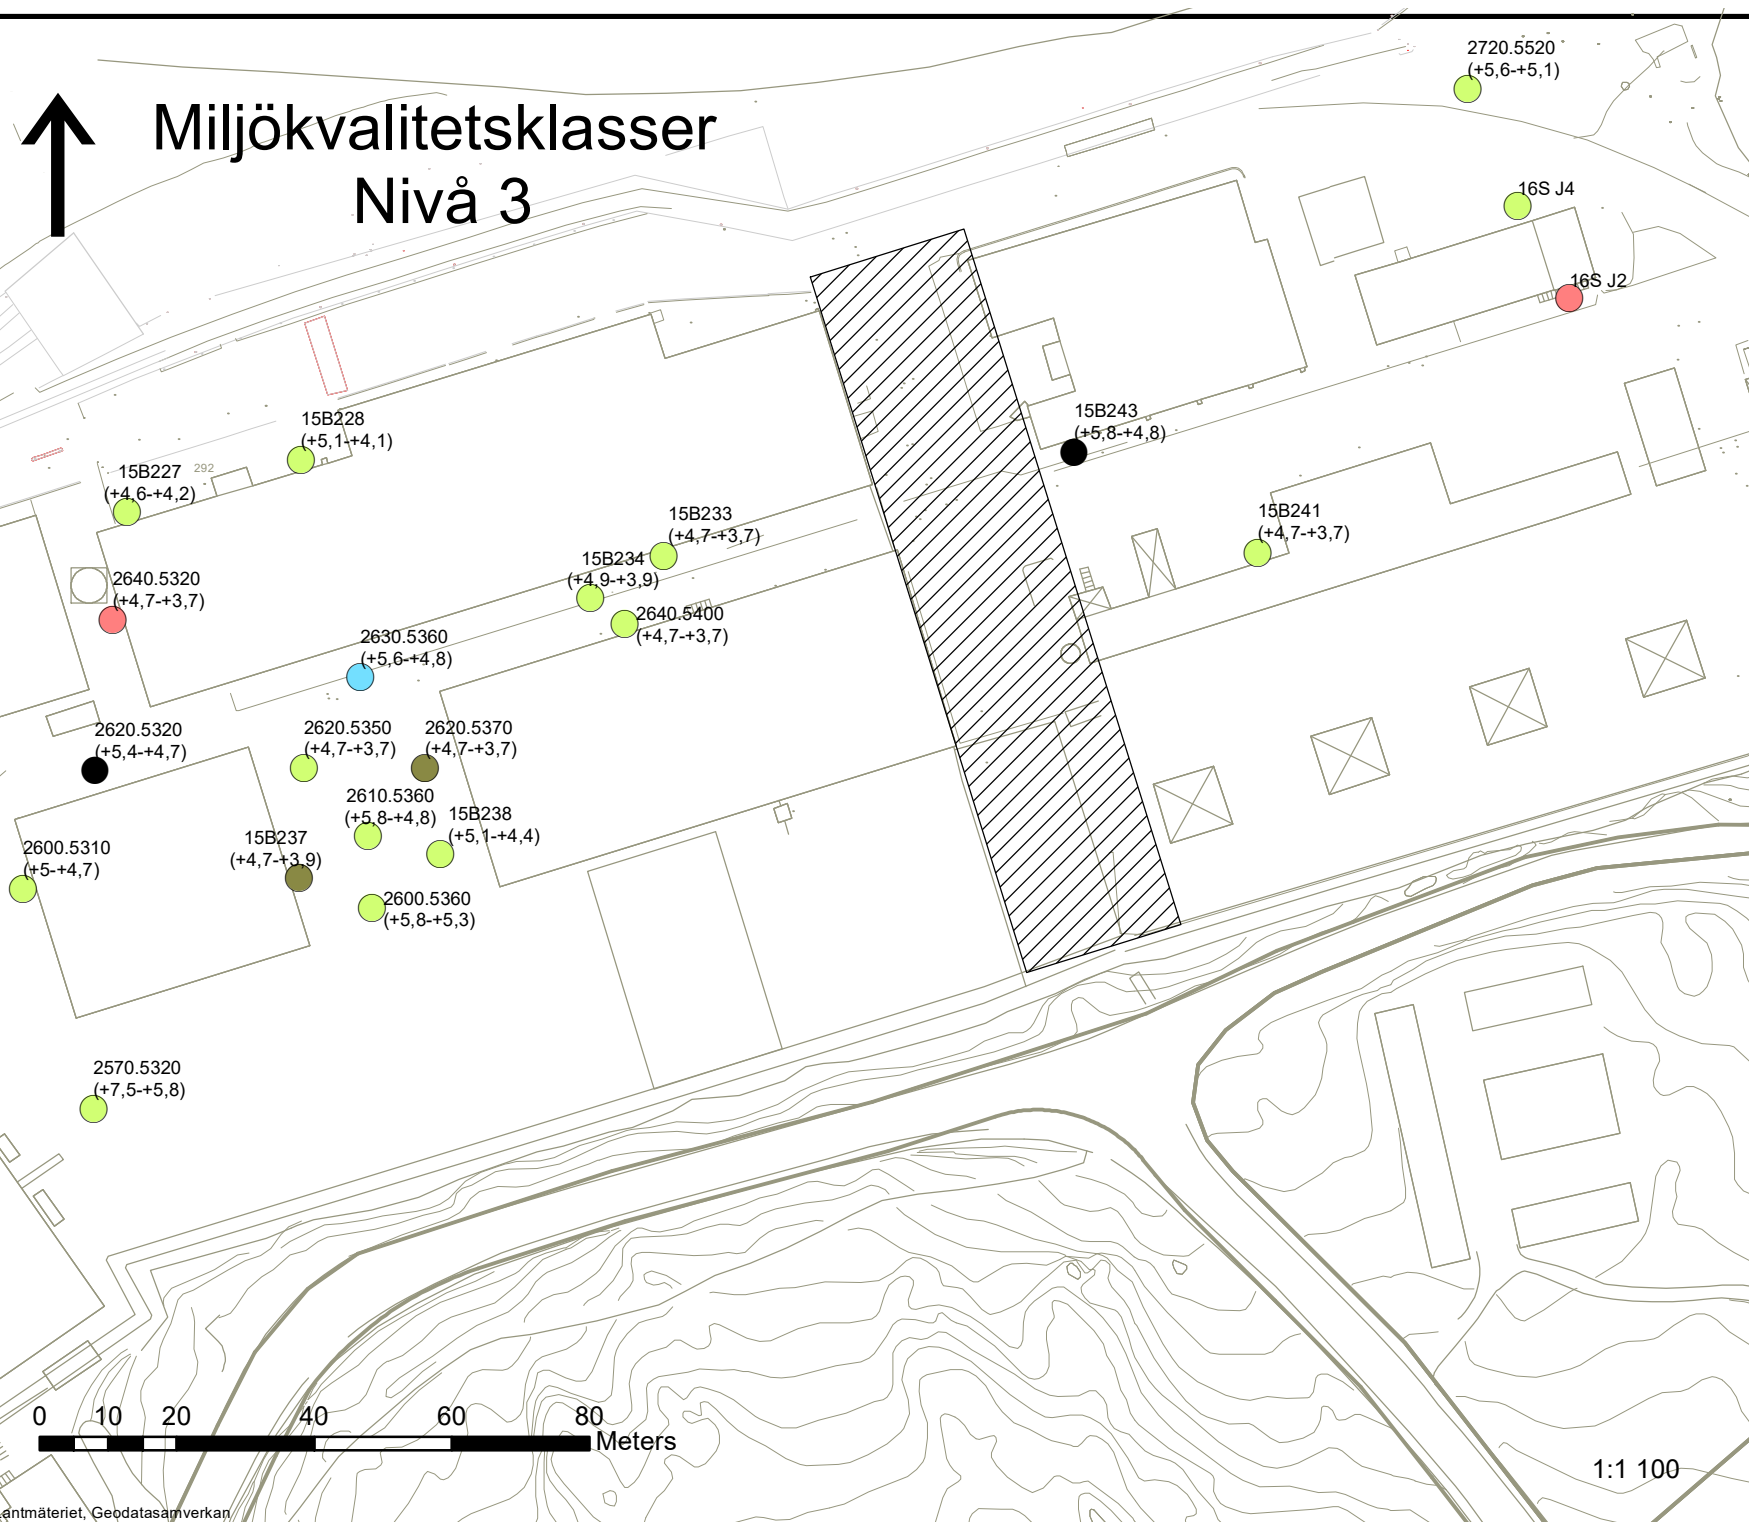 Miljökvalitetsklasser
Nivå 3
2720.5520
(+5,6-+5,1)
16S J4
16S J2
15B228
(+5,1-+4,1)
15B243
(+5,8-+4,8)
15B227
(+4,6-+4,2)
292
15B233
(+4,7-+3,7)
15B241
(+4,7-+3,7)
15B234
(+4,9-+3,9)
2640.5320
(+4,7-+3,7)
2640.5400
(+4,7-+3,7)
2630.5360
(+5,6-+4,8)
2620.5320
(+5,4-+4,7)
2620.5350
(+4,7-+3,7)
2620.5370
(+4,7-+3,7)
2610.5360
(+5,8-+4,8)
15B238
(+5,1-+4,4)
15B237
(+4,7-+3,9)
2600.5310
(+5-+4,7)
2600.5360
(+5,8-+5,3)
2570.5320
(+7,5-+5,8)
0 10 20 40 60 80
Meters
1:1 100
antmäteriet, Geodatasamverkan